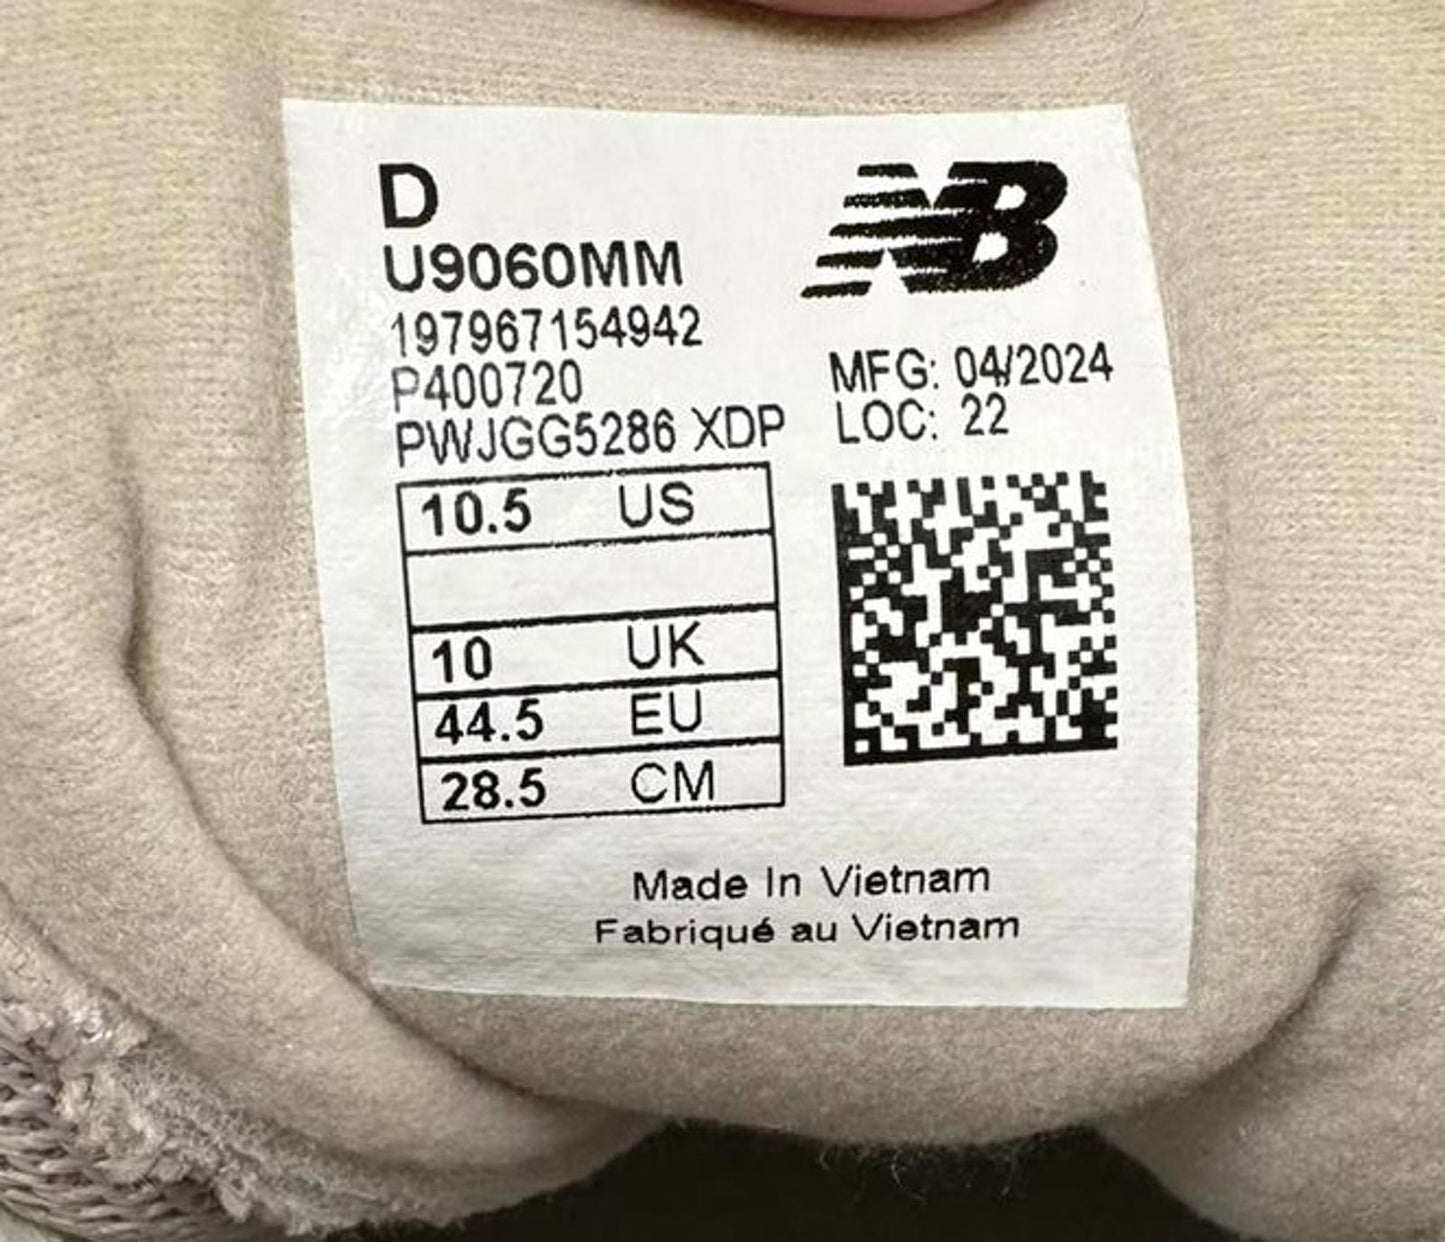 D
U9060MM
197967154942
P400720
PWJGG5286 XDP
NB
MFG: 04/2024
LOC: 22
10.5 US
10 UK
44.5 EU
28.5 CM
Made In Vietnam
Fabriqué au Vietnam